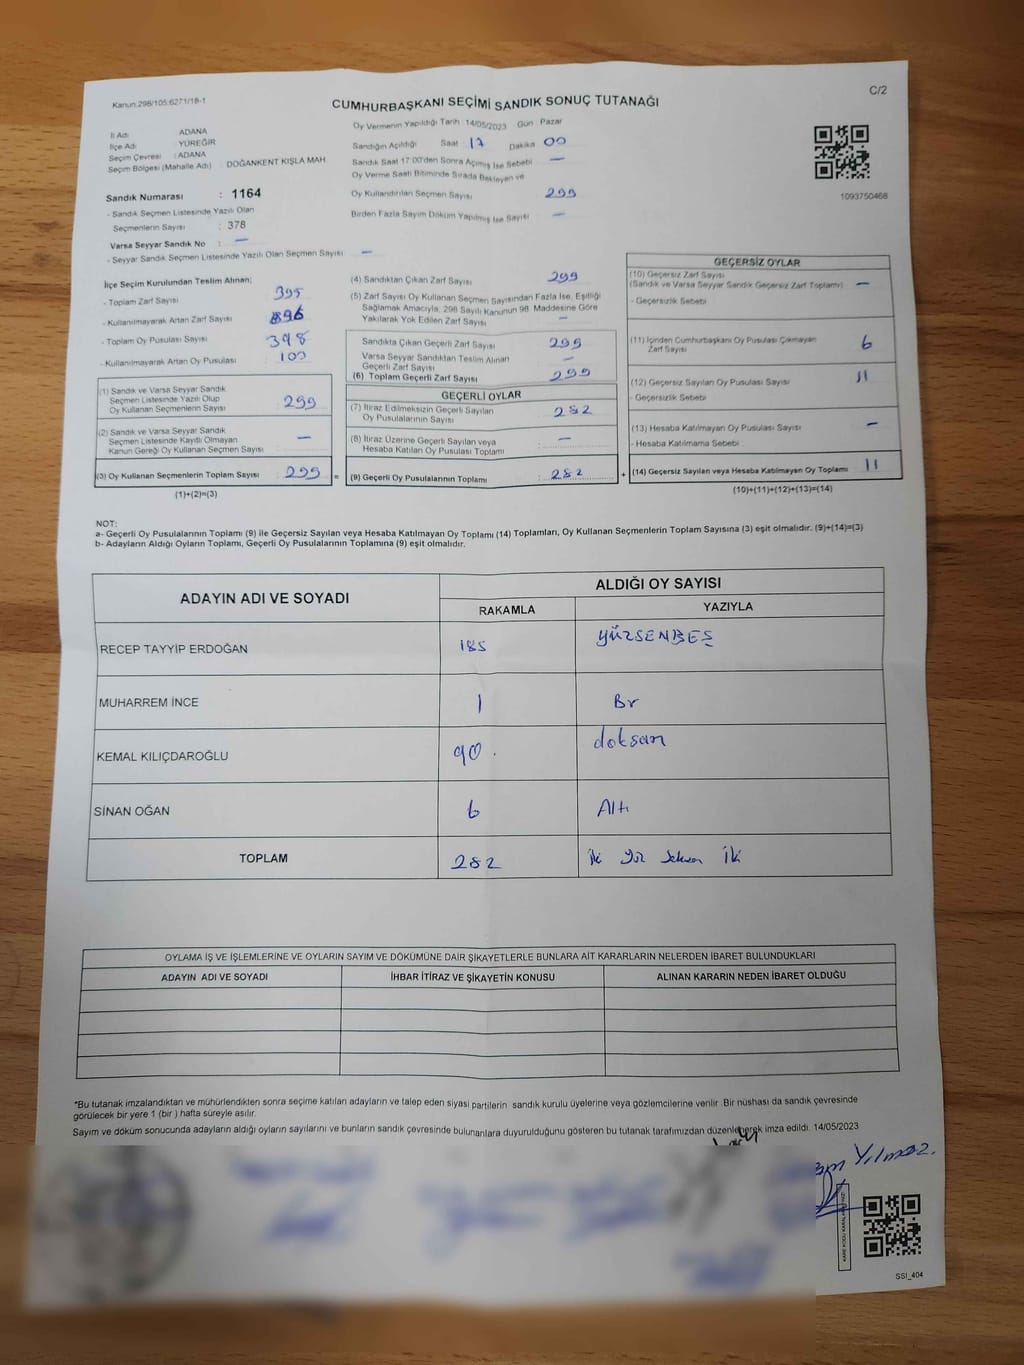 Kanun:298/105:6271/18-1
CUMHURBAŞKANI SEÇİMİ SANDIK SONUÇ TUTANAĞI
C/2
İl Adı ADANA
İlçe Adı YÜREĞİR
Seçim Çevresi : ADANA
Seçim Bölgesi (Mahalle Adı) : DOĞANKENT KIŞLA MAH
Sandık Numarası : 1164
- Sandık Seçmen Listesinde Yazılı Olan
Seçmenlerin Sayısı : 378
Varsa Seyyar Sandık No : —
- Seyyar Sandık Seçmen Listesinde Yazılı Olan Seçmen Sayısı —
Oy Vermenin Yapıldığı Tarih :14/05/2023 Gün : Pazar
Sandığın Açıldığı Saat : 17 Dakika 00
Sandık Saat 17:00'den Sonra Açılmış İse Sebebi —
Oy Verme Saati Bitiminde Sırada Bekleyen ve
Oy Kullandırılan Seçmen Sayısı 299
Birden Fazla Sayım Döküm Yapılmış İse Sayısı —
1093750468
İlçe Seçim Kurulundan Teslim Alınan;
- Toplam Zarf Sayısı 395
- Kullanılmayarak Artan Zarf Sayısı 96
- Toplam Oy Pusulası Sayısı 398
- Kullanılmayarak Artan Oy Pusulası
(1) Sandık ve Varsa Seyyar Sandık
Seçmen Listesinde Yazılı Olup
Oy Kullanan Seçmenlerin Sayısı 299
(2) Sandık ve Varsa Seyyar Sandık
Seçmen Listesinde Kayıtlı Olmayan
Kanun Gereği Oy Kullanan Seçmen Sayısı —
(3) Oy Kullanan Seçmenlerin Toplam Sayısı 299 =
(1)+(2)=(3)
(4) Sandıktan Çıkan Zarf Sayısı 299
(5) Zarf Sayısı Oy Kullanan Seçmen Sayısından Fazla İse, Eşitliği
Sağlamak Amacıyla, 298 Sayılı Kanunun 98. Maddesine Göre
Yakılarak Yok Edilen Zarf Sayısı —
Sandıkta Çıkan Geçerli Zarf Sayısı 299
Varsa Seyyar Sandıktan Teslim Alınan
Geçerli Zarf Sayısı —
(6) Toplam Geçerli Zarf Sayısı 299
GEÇERLİ OYLAR
(7) İtiraz Edilmeksizin Geçerli Sayılan
Oy Pusulalarının Sayısı 282
(8) İtiraz Üzerine Geçerli Sayılan veya
Hesaba Katılan Oy Pusulası Toplamı —
(9) Geçerli Oy Pusulalarının Toplamı : 282 +
GEÇERSİZ OYLAR
(10) Geçersiz Zarf Sayısı
(Sandık ve Varsa Seyyar Sandık Geçersiz Zarf Toplamı) —
- Geçersizlik Sebebi
(11) İçinden Cumhurbaşkanı Oy Pusulası Çıkmayan
Zarf Sayısı 6
(12) Geçersiz Sayılan Oy Pusulası Sayısı 11
- Geçersizlik Sebebi
(13) Hesaba Katılmayan Oy Pusulası Sayısı —
- Hesaba Katılmama Sebebi
(14) Geçersiz Sayılan veya Hesaba Katılmayan Oy Toplamı 11
(10)+(11)+(12)+(13)=(14)
NOT:
a- Geçerli Oy Pusulalarının Toplamı (9) ile Geçersiz Sayılan veya Hesaba Katılmayan Oy Toplamı (14) Toplamları, Oy Kullanan Seçmenlerin Toplam Sayısına (3) eşit olmalıdır. (9)+(14)=(3)
b- Adayların Aldığı Oyların Toplamı, Geçerli Oy Pusulalarının Toplamına (9) eşit olmalıdır.
ADAYIN ADI VE SOYADI ALDIĞI OY SAYISI
RAKAMLA YAZIYLA
RECEP TAYYİP ERDOĞAN 185 YÜZSENBEŞ
MUHARREM İNCE 1 Bir
KEMAL KILIÇDAROĞLU 90 . doksan
SİNAN OĞAN 6 Altı
TOPLAM 282 İki yüz seksen iki
OYLAMA İŞ VE İŞLEMLERİNE VE OYLARIN SAYIM VE DÖKÜMÜNE DAİR ŞİKAYETLERLE BUNLARA AİT KARARLARIN NELERDEN İBARET BULUNDUKLARI
ADAYIN ADI VE SOYADI İHBAR İTİRAZ VE ŞİKAYETİN KONUSU ALINAN KARARIN NEDEN İBARET OLDUĞU
*Bu tutanak imzalandıktan ve mühürlendikten sonra seçime katılan adayların ve talep eden siyasi partilerin sandık kurulu üyelerine veya gözlemcilerine verilir. Bir nüshası da sandık çevresinde
görülecek bir yere 1 (bir ) hafta süreyle asılır.
Sayım ve döküm sonucunda adayların aldığı oyların sayılarını ve bunların sandık çevresinde bulunanlara duyurulduğunu gösteren bu tutanak tarafımızdan düzenlenerek imza edildi. 14/05/2023
Yılmaz.
SSİ_404